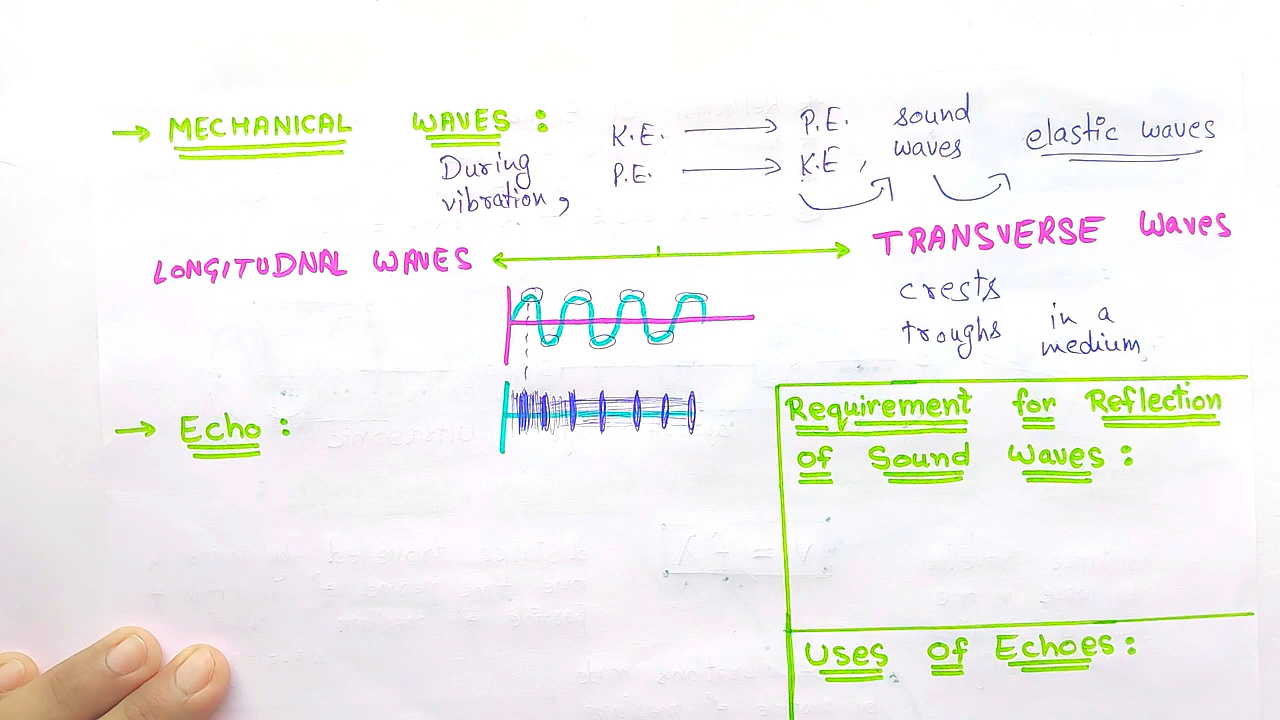 → MECHANICAL WAVES :
During
vibration ,
K.E. → P.E.
P.E. → K.E ,
sound
waves
elastic waves
LONGITUDNAL WAVES
TRANSVERSE Waves
crests
troughs
in a
medium
→ Echo :
Requirement for Reflection
of Sound Waves :
Uses of Echoes :
V = fλ